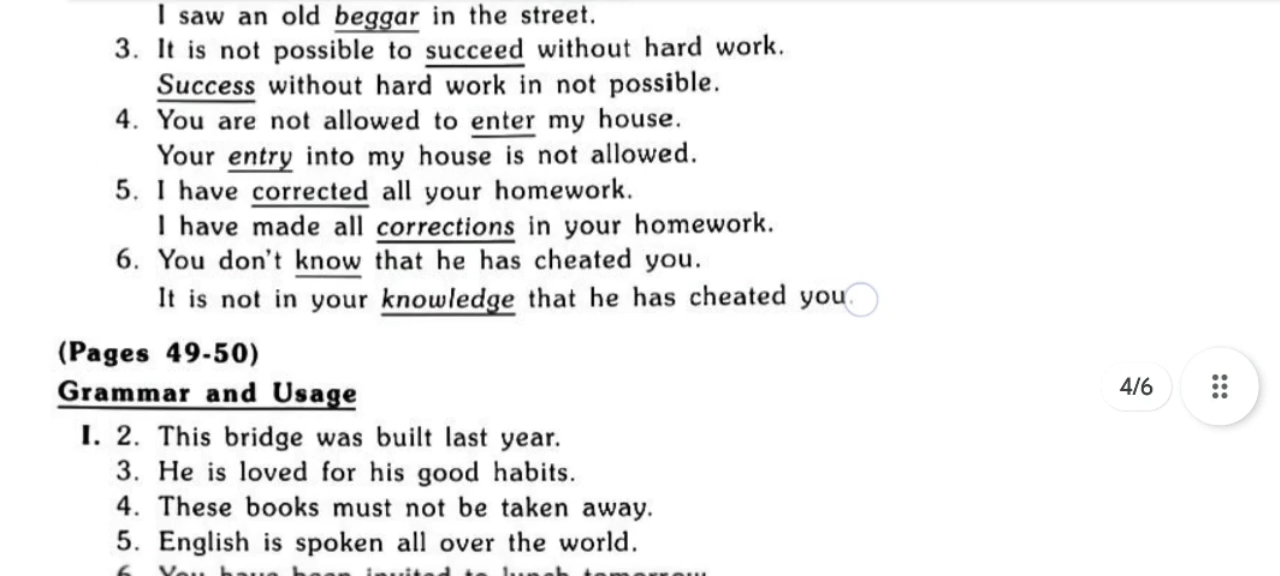 I saw an old beggar in the street.
3. It is not possible to succeed without hard work.
Success without hard work in not possible.
4. You are not allowed to enter my house.
Your entry into my house is not allowed.
5. I have corrected all your homework.
I have made all corrections in your homework.
6. You don't know that he has cheated you.
It is not in your knowledge that he has cheated you.
(Pages 49-50)
Grammar and Usage
4/6
I. 2. This bridge was built last year.
3. He is loved for his good habits.
4. These books must not be taken away.
5. English is spoken all over the world.
6. You have been invited to lunch tomorrow